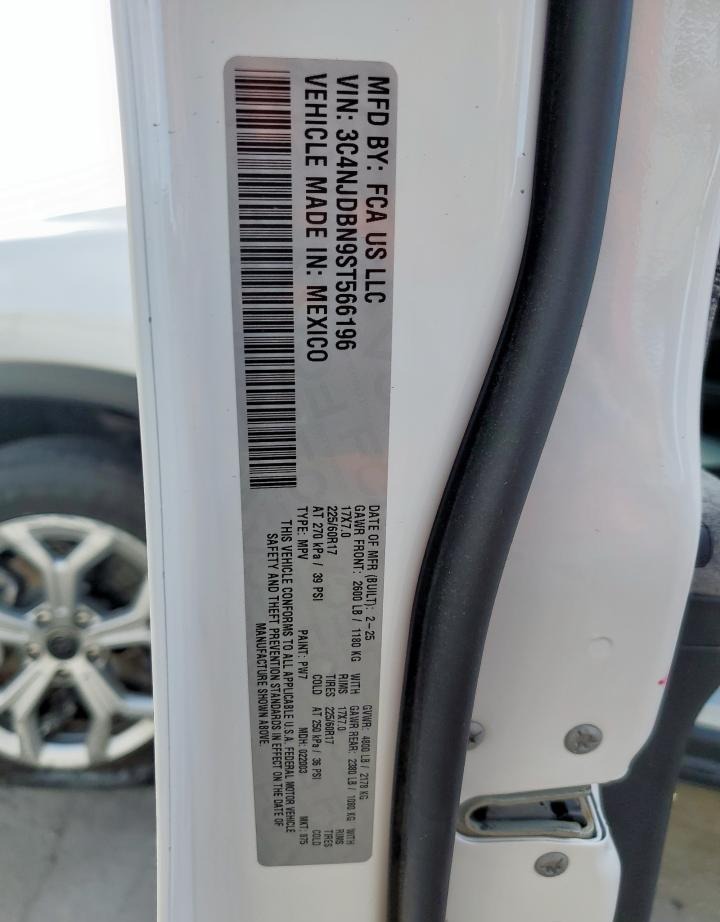 MFD BY: FCA US LLC
VIN: 3C4NJDBN9ST566196
VEHICLE MADE IN: MEXICO
DATE OF MFR (BUILT): 2-25 GVWR: 4800 LB / 2178 KG
GAWR FRONT: 2600 LB / 1180 KG WITH GAWR REAR: 2380 LB / 1080 KG WITH
17X7.0 RIMS 17X7.0 RIMS
225/60R17 TIRES 225/60R17 TIRES
AT 270 kPa / 39 PSI COLD AT 250 kPa / 36 PSI COLD
TYPE: MPV PAINT: PW7 MDH: 022003 MKT: 875
THIS VEHICLE CONFORMS TO ALL APPLICABLE U.S.A. FEDERAL MOTOR VEHICLE
SAFETY AND THEFT PREVENTION STANDARDS IN EFFECT ON THE DATE OF
MANUFACTURE SHOWN ABOVE.